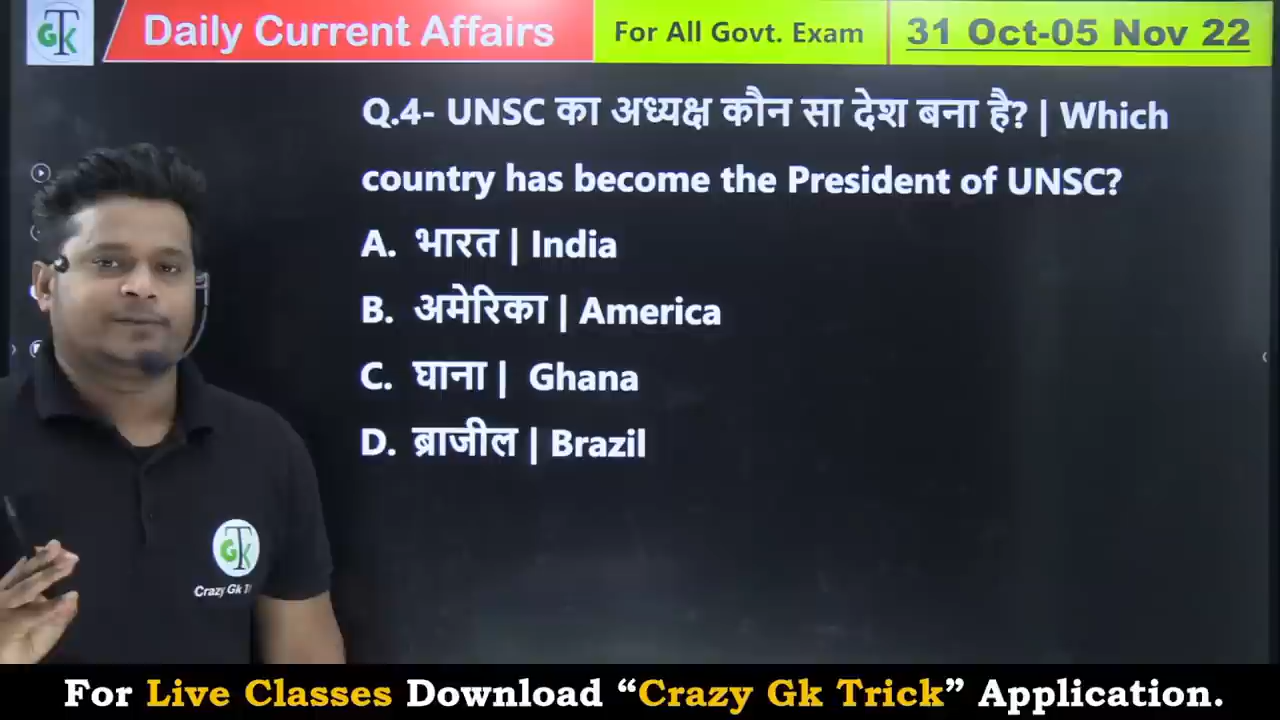 GTK
Daily Current Affairs
For All Govt. Exam
31 Oct-05 Nov 22
Q.4- UNSC का अध्यक्ष कौन सा देश बना है? | Which
country has become the President of UNSC?
A. भारत | India
B. अमेरिका | America
C. घाना | Ghana
D. ब्राजील | Brazil
GTK
Crazy Gk
For Live Classes Download “Crazy Gk Trick” Application.